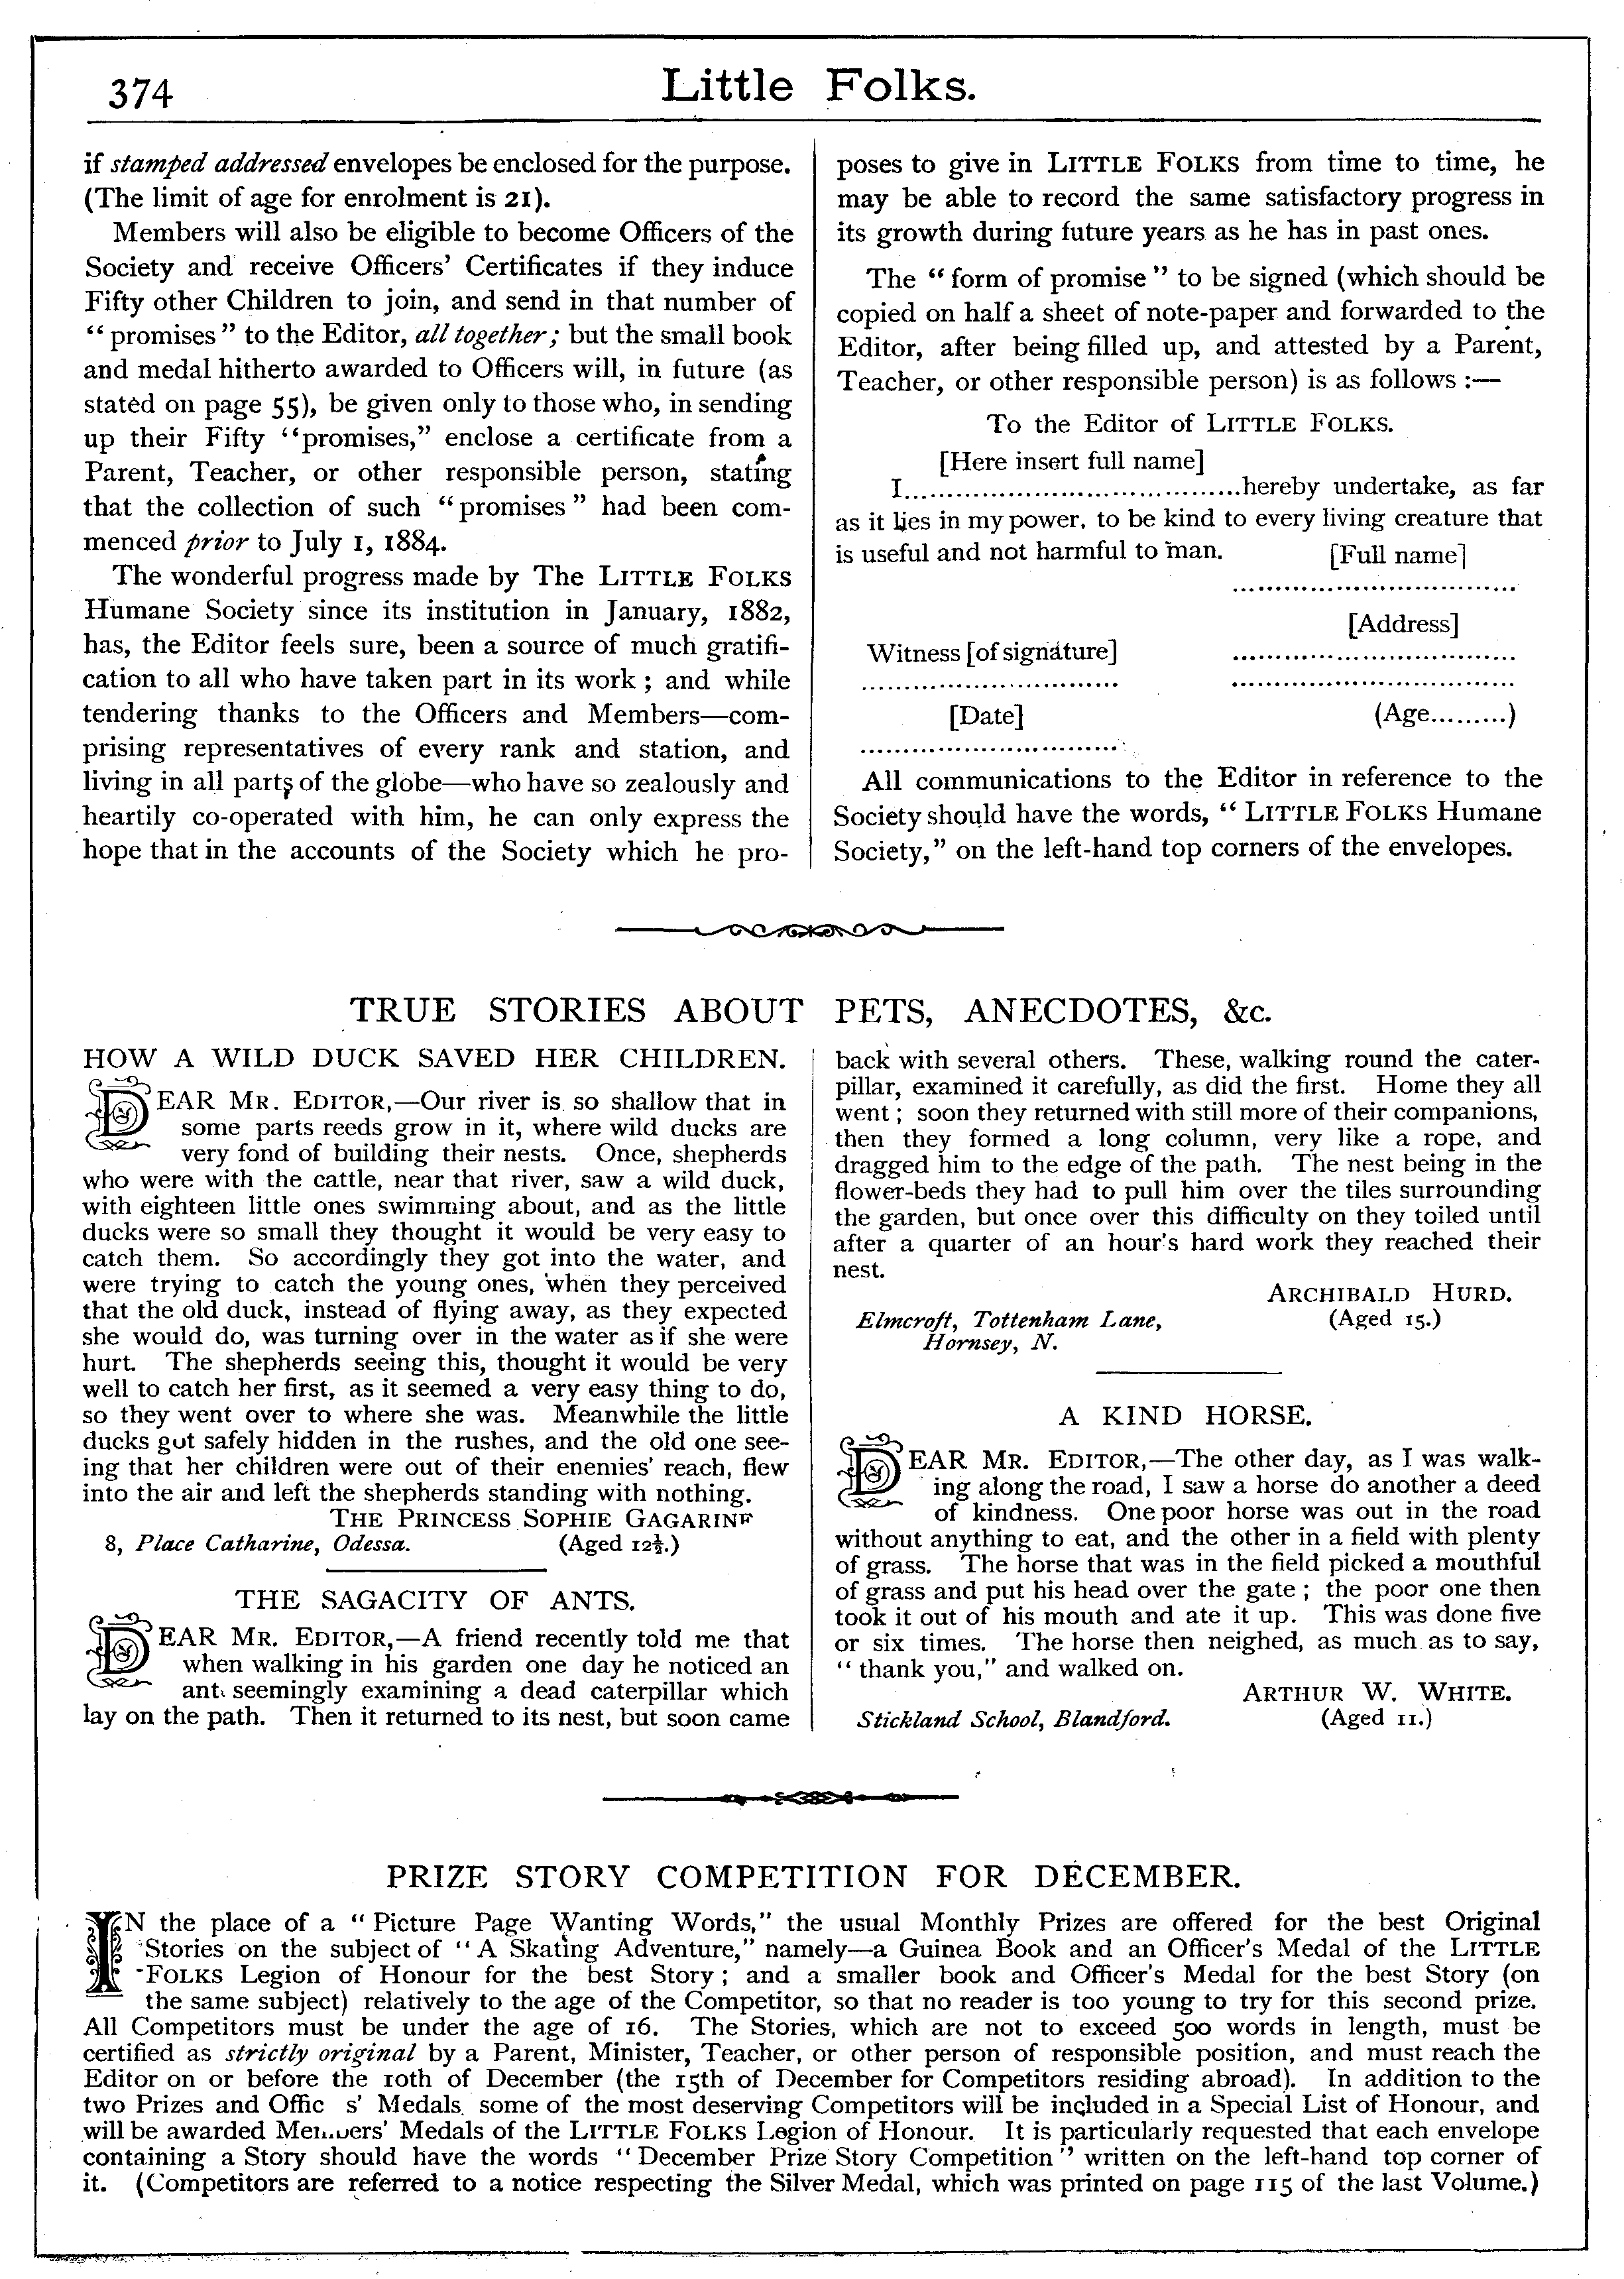 374
Little Folks.
if stamped addressed envelopes be enclosed for the purpose.
(The limit of age for enrolment is 21).
Members will also be eligible to become Officers of the
Society and receive Officers' Certificates if they induce
Fifty other Children to join, and send in that number of
"promises" to the Editor, all together; but the small book
and medal hitherto awarded to Officers will, in future (as
stated on page 55), be given only to those who, in sending
up their Fifty "promises," enclose a certificate from a
Parent, Teacher, or other responsible person, stating
that the collection of such "promises" had been com-
menced prior to July 1, 1884.
The wonderful progress made by The LITTLE FOLKS
Humane Society since its institution in January, 1882,
has, the Editor feels sure, been a source of much gratifi-
cation to all who have taken part in its work; and while
tendering thanks to the Officers and Members—com-
prising representatives of every rank and station, and
living in all parts of the globe—who have so zealously and
heartily co-operated with him, he can only express the
hope that in the accounts of the Society which he pro-
poses to give in LITTLE FOLKS from time to time, he
may be able to record the same satisfactory progress in
its growth during future years as he has in past ones.
The "form of promise" to be signed (which should be
copied on half a sheet of note-paper and forwarded to the
Editor, after being filled up, and attested by a Parent,
Teacher, or other responsible person) is as follows:—
To the Editor of LITTLE FOLKS.
[Here insert full name]
I.......................................hereby undertake, as far
as it lies in my power, to be kind to every living creature that
is useful and not harmful to man. [Full name]
.................................
[Address]
Witness [of signature] .................................
.............................. .................................
[Date] (Age.........)
..............................
All communications to the Editor in reference to the
Society should have the words, "LITTLE FOLKS Humane
Society," on the left-hand top corners of the envelopes.
TRUE STORIES ABOUT PETS, ANECDOTES, &c.
HOW A WILD DUCK SAVED HER CHILDREN.
DEAR MR. EDITOR,—Our river is so shallow that in
some parts reeds grow in it, where wild ducks are
very fond of building their nests. Once, shepherds
who were with the cattle, near that river, saw a wild duck,
with eighteen little ones swimming about, and as the little
ducks were so small they thought it would be very easy to
catch them. So accordingly they got into the water, and
were trying to catch the young ones, when they perceived
that the old duck, instead of flying away, as they expected
she would do, was turning over in the water as if she were
hurt. The shepherds seeing this, thought it would be very
well to catch her first, as it seemed a very easy thing to do,
so they went over to where she was. Meanwhile the little
ducks got safely hidden in the rushes, and the old one see-
ing that her children were out of their enemies' reach, flew
into the air and left the shepherds standing with nothing.
THE PRINCESS SOPHIE GAGARINE
8, Place Catharine, Odessa. (Aged 12½.)
THE SAGACITY OF ANTS.
DEAR MR. EDITOR,—A friend recently told me that
when walking in his garden one day he noticed an
ant seemingly examining a dead caterpillar which
lay on the path. Then it returned to its nest, but soon came
back with several others. These, walking round the cater-
pillar, examined it carefully, as did the first. Home they all
went; soon they returned with still more of their companions,
then they formed a long column, very like a rope, and
dragged him to the edge of the path. The nest being in the
flower-beds they had to pull him over the tiles surrounding
the garden, but once over this difficulty on they toiled until
after a quarter of an hour's hard work they reached their
nest.
ARCHIBALD HURD.
Elmcroft, Tottenham Lane, (Aged 15.)
Hornsey, N.
A KIND HORSE.
DEAR MR. EDITOR,—The other day, as I was walk-
ing along the road, I saw a horse do another a deed
of kindness. One poor horse was out in the road
without anything to eat, and the other in a field with plenty
of grass. The horse that was in the field picked a mouthful
of grass and put his head over the gate; the poor one then
took it out of his mouth and ate it up. This was done five
or six times. The horse then neighed, as much as to say,
"thank you," and walked on.
ARTHUR W. WHITE.
Stickland School, Blandford. (Aged 11.)
PRIZE STORY COMPETITION FOR DECEMBER.
IN the place of a "Picture Page Wanting Words," the usual Monthly Prizes are offered for the best Original
Stories on the subject of "A Skating Adventure," namely—a Guinea Book and an Officer's Medal of the LITTLE
FOLKS Legion of Honour for the best Story; and a smaller book and Officer's Medal for the best Story (on
the same subject) relatively to the age of the Competitor, so that no reader is too young to try for this second prize.
All Competitors must be under the age of 16. The Stories, which are not to exceed 500 words in length, must be
certified as strictly original by a Parent, Minister, Teacher, or other person of responsible position, and must reach the
Editor on or before the 10th of December (the 15th of December for Competitors residing abroad). In addition to the
two Prizes and Offic s' Medals some of the most deserving Competitors will be included in a Special List of Honour, and
will be awarded Members' Medals of the LITTLE FOLKS Legion of Honour. It is particularly requested that each envelope
containing a Story should have the words "December Prize Story Competition" written on the left-hand top corner of
it. (Competitors are referred to a notice respecting the Silver Medal, which was printed on page 115 of the last Volume.)